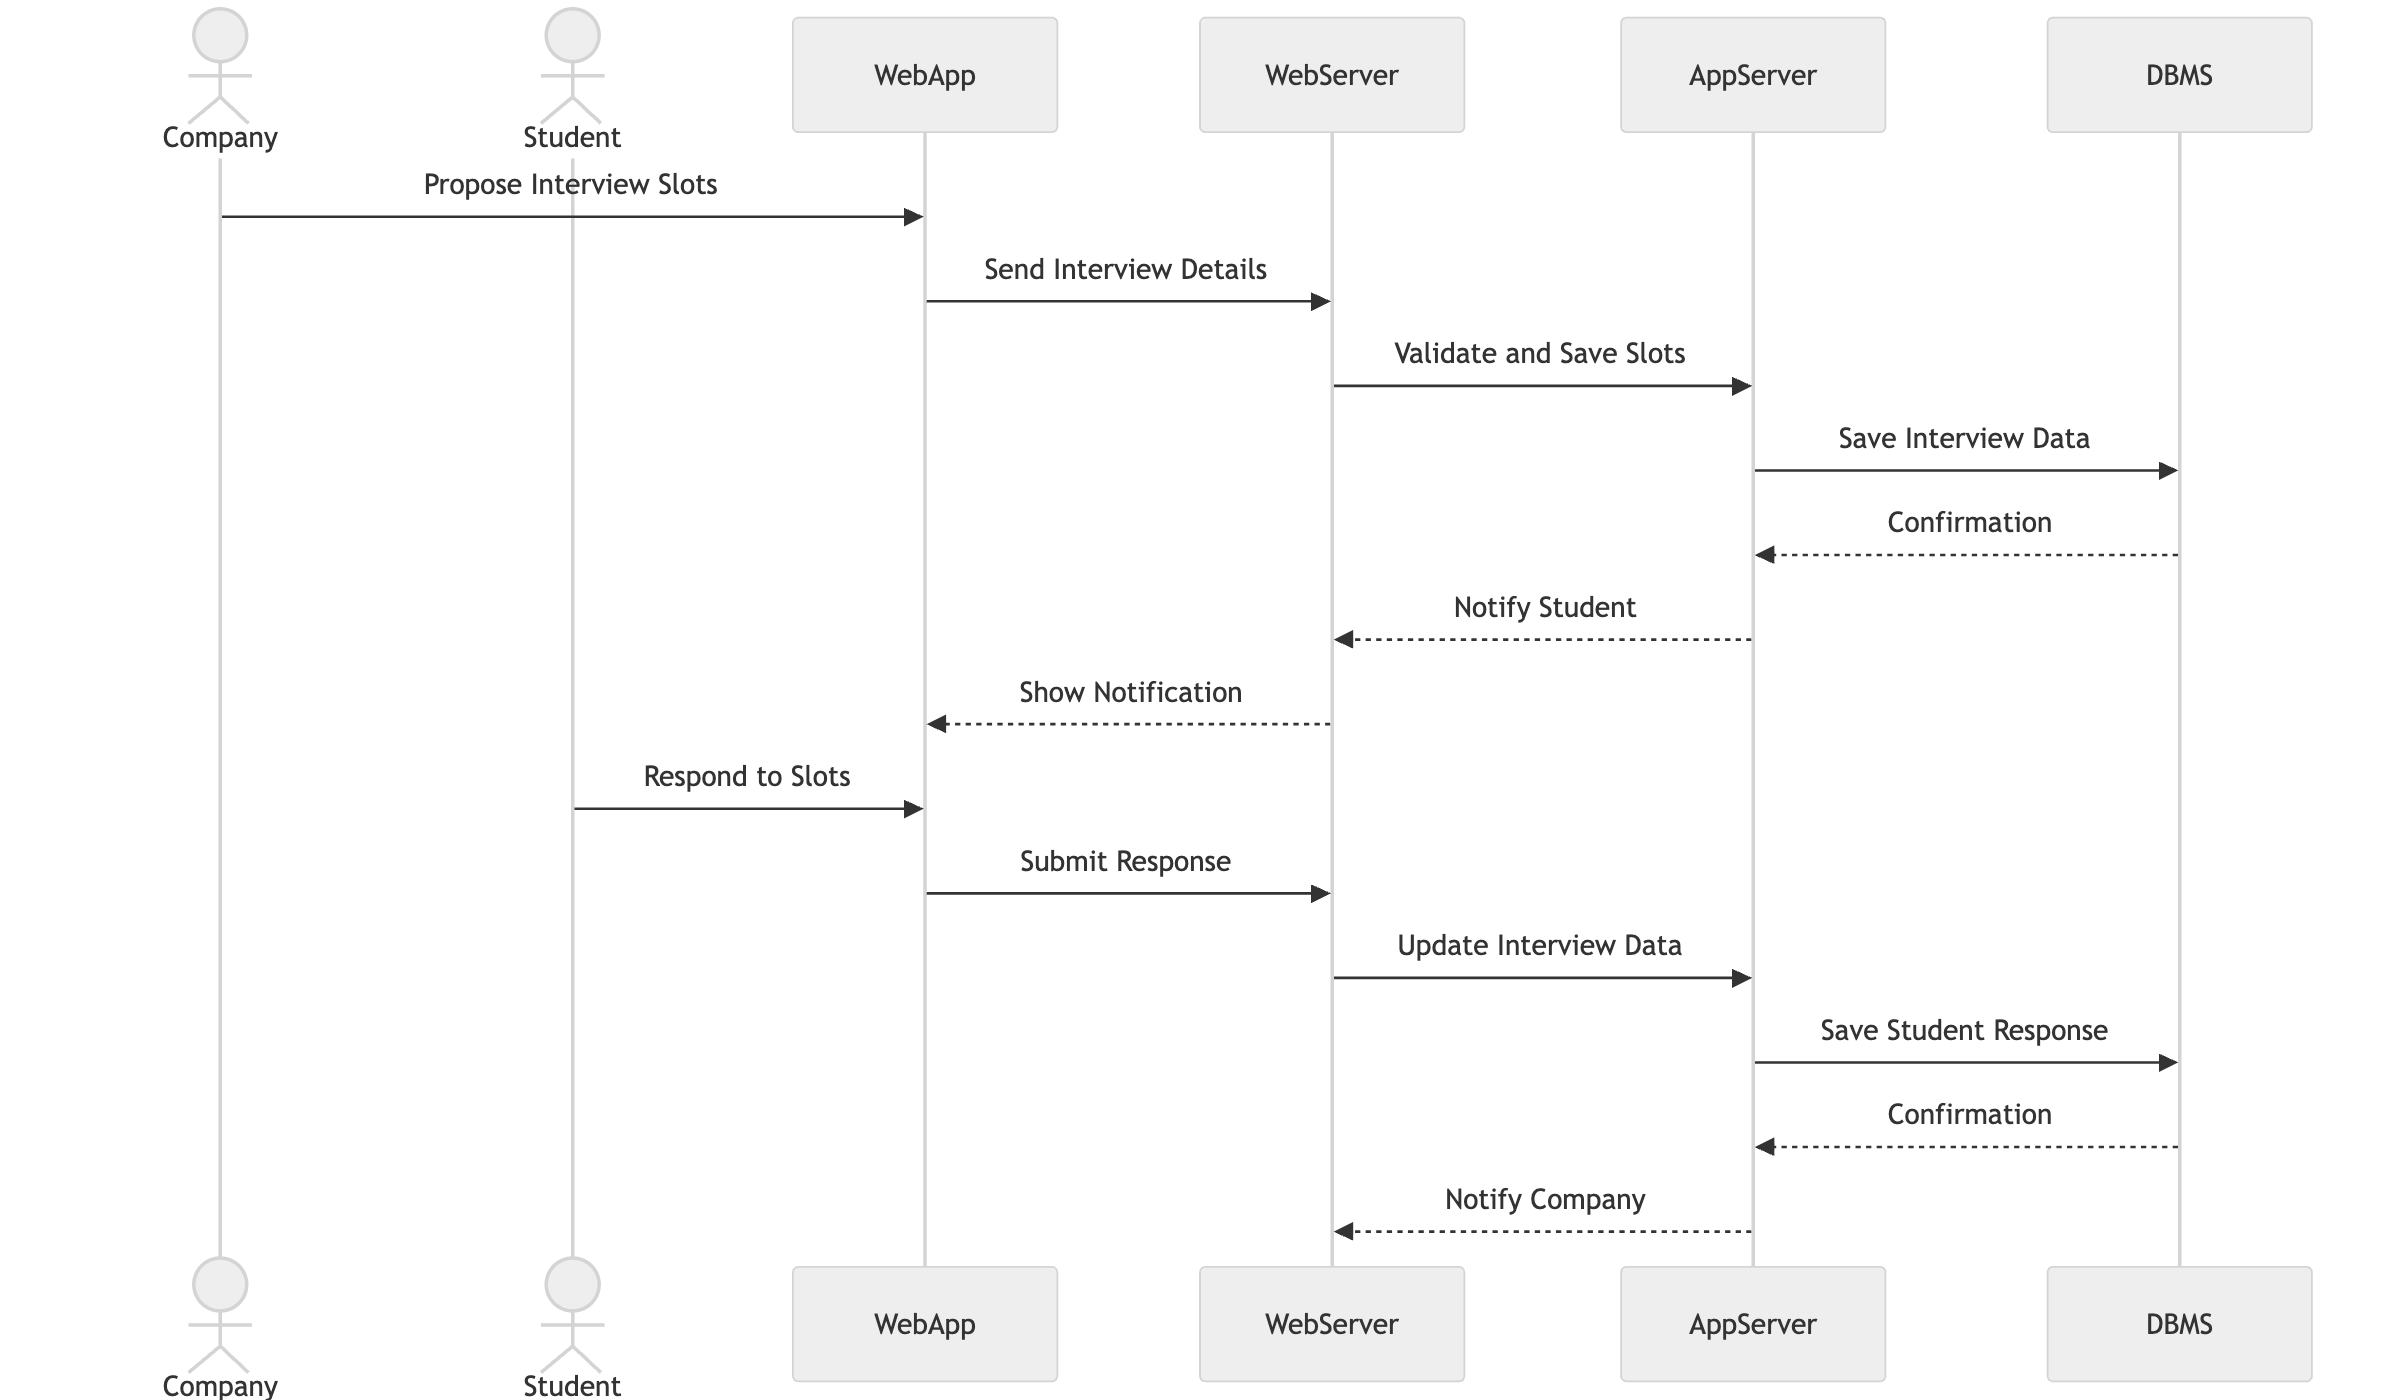 Company
Student
WebApp
WebServer
AppServer
DBMS
Propose Interview Slots
Send Interview Details
Validate and Save Slots
Save Interview Data
Confirmation
Notify Student
Show Notification
Respond to Slots
Submit Response
Update Interview Data
Save Student Response
Confirmation
Notify Company
Company
Student
WebApp
WebServer
AppServer
DBMS